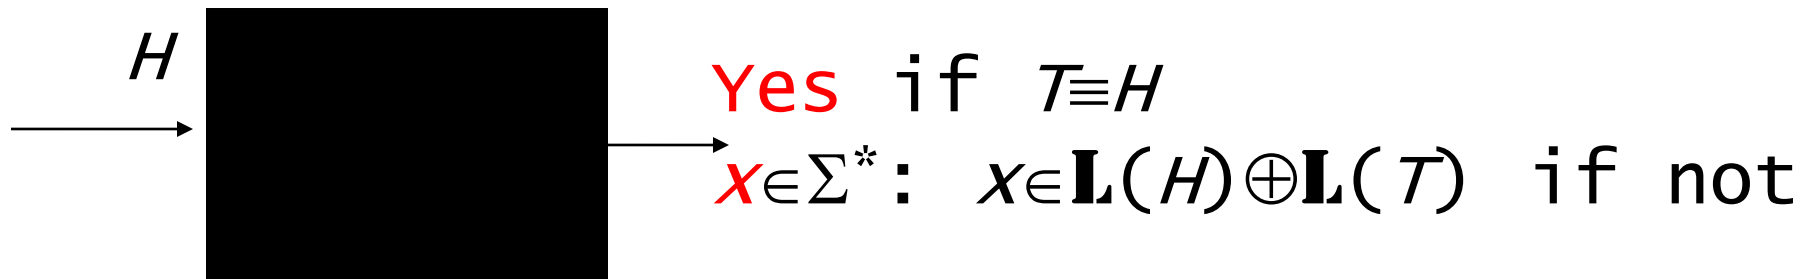 H
Yes if T≡H
x∈Σ*: x∈L(H)⊕L(T) if not